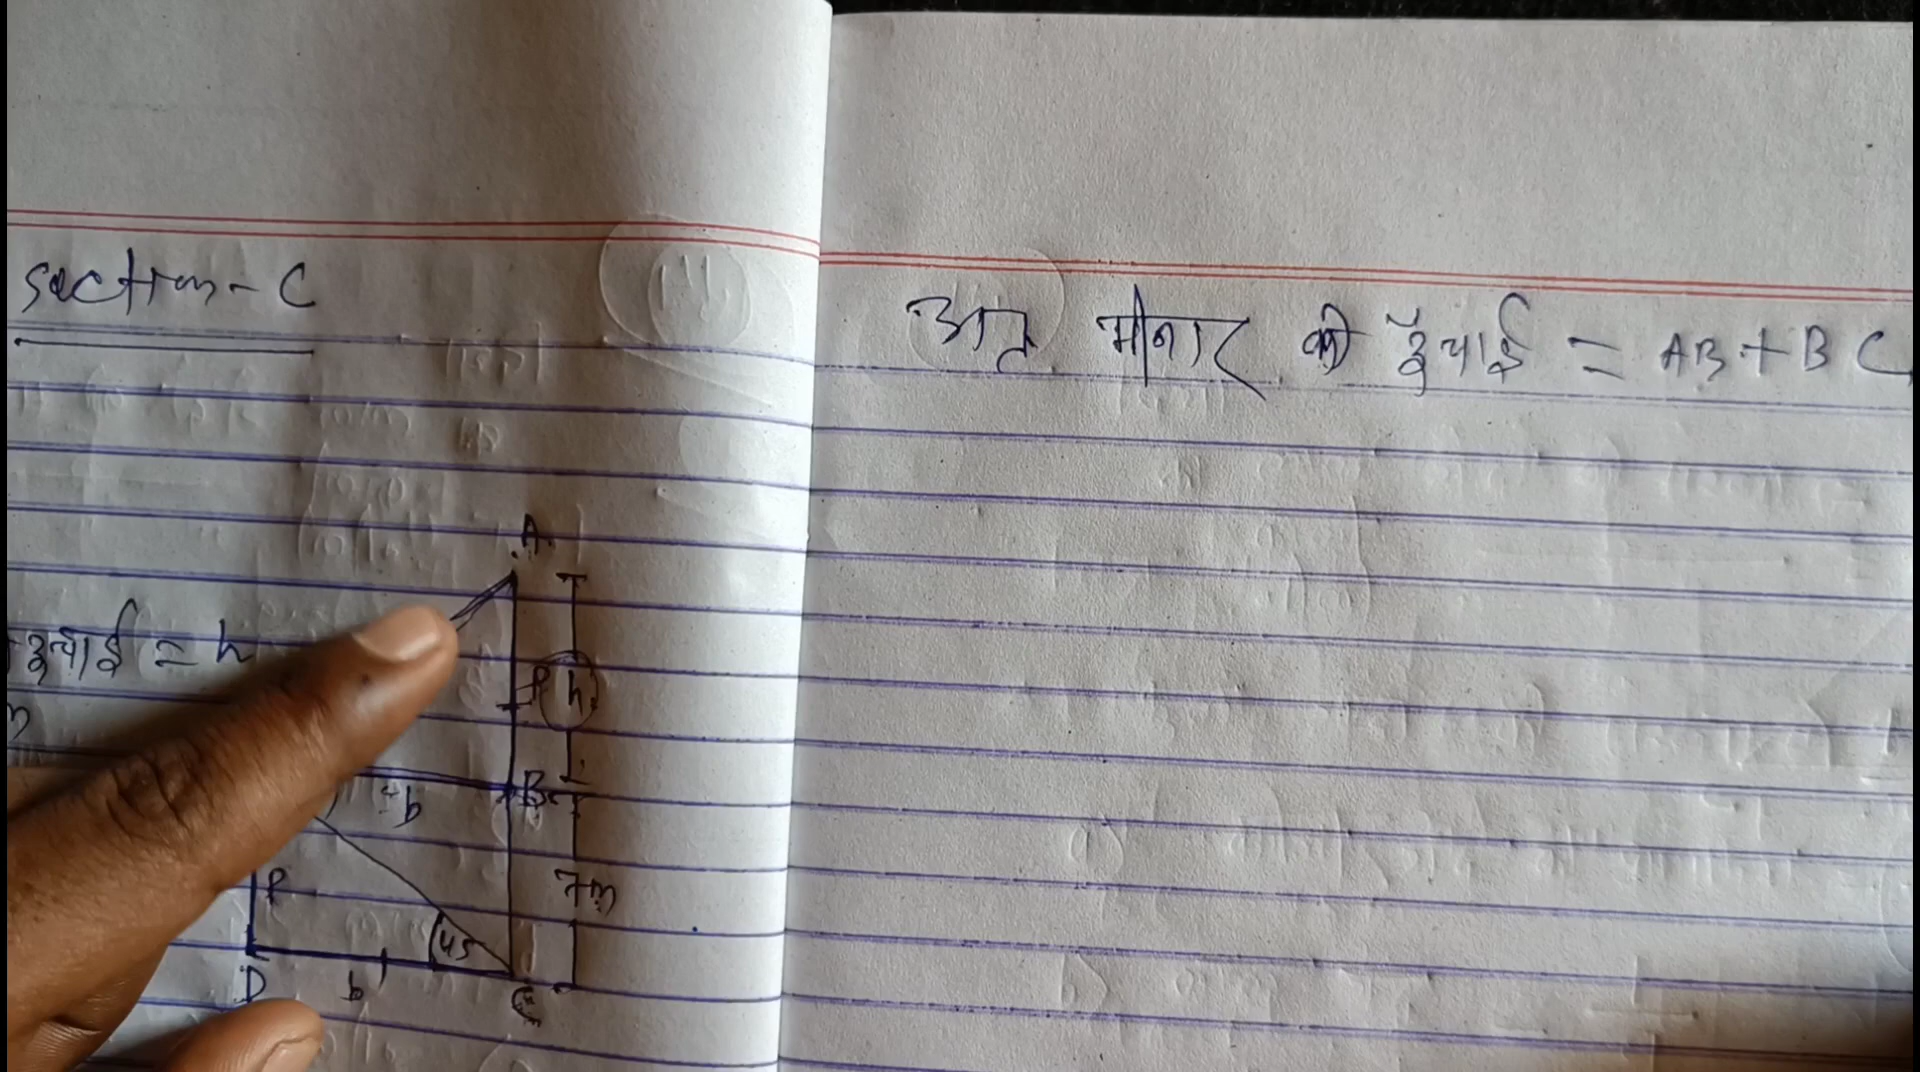 Section - C
A
ऊँचाई = h
P h
B
b
7m
P
45
D b C
अतः मीनार की ऊँचाई = AB + BC